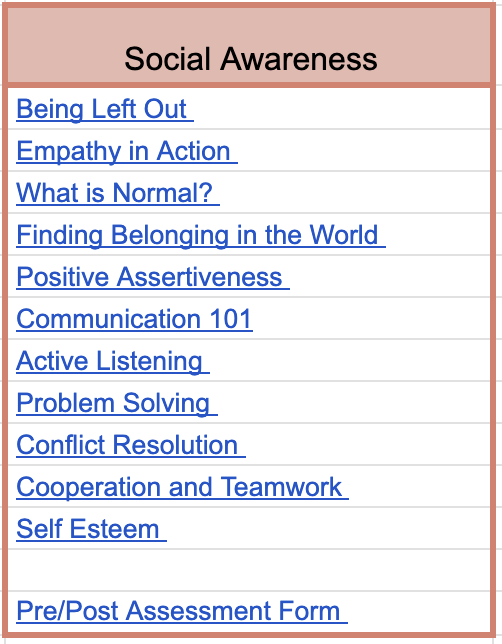 Social Awareness
Being Left Out
Empathy in Action
What is Normal?
Finding Belonging in the World
Positive Assertiveness
Communication 101
Active Listening
Problem Solving
Conflict Resolution
Cooperation and Teamwork
Self Esteem
Pre/Post Assessment Form